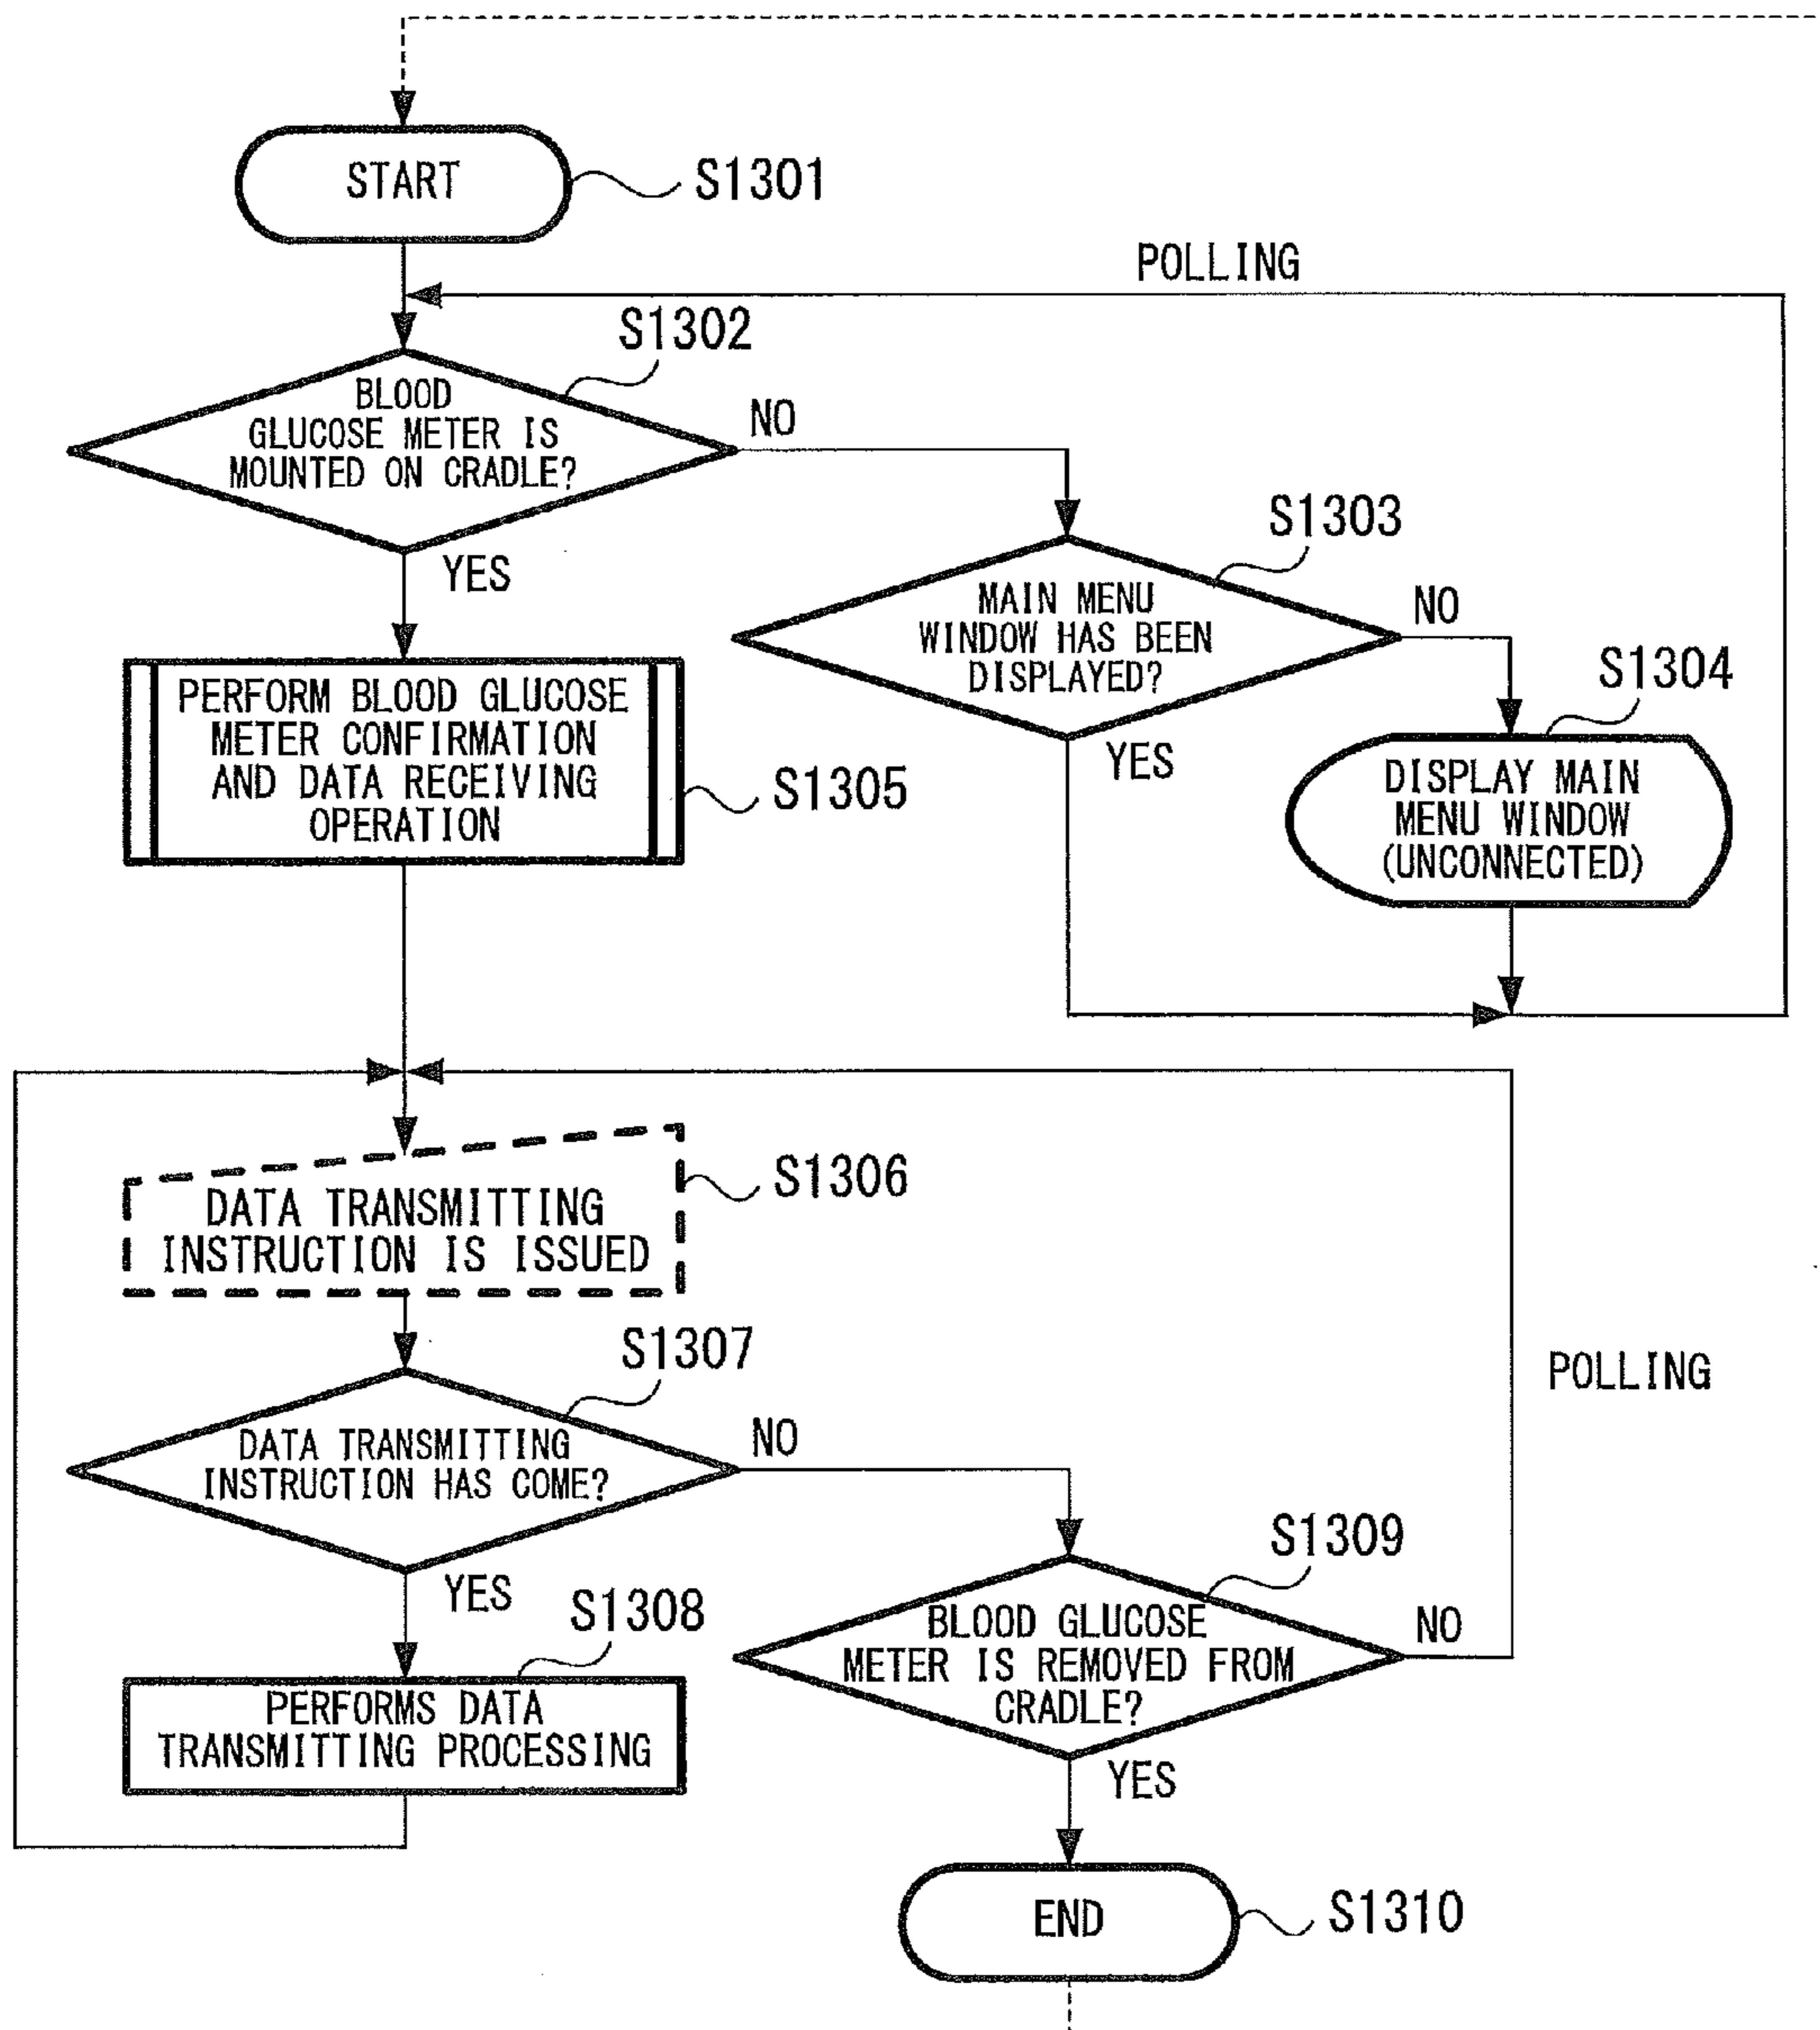 START
S1301
POLLING
S1302
BLOOD
GLUCOSE METER IS
MOUNTED ON CRADLE?
NO
YES
S1303
MAIN MENU
WINDOW HAS BEEN
DISPLAYED?
NO
YES
S1304
DISPLAY MAIN
MENU WINDOW
(UNCONNECTED)
PERFORM BLOOD GLUCOSE
METER CONFIRMATION
AND DATA RECEIVING
OPERATION
S1305
DATA TRANSMITTING
INSTRUCTION IS ISSUED
S1306
S1307
DATA TRANSMITTING
INSTRUCTION HAS COME?
NO
YES
POLLING
S1308
PERFORMS DATA
TRANSMITTING PROCESSING
S1309
BLOOD GLUCOSE
METER IS REMOVED FROM
CRADLE?
NO
YES
END
S1310